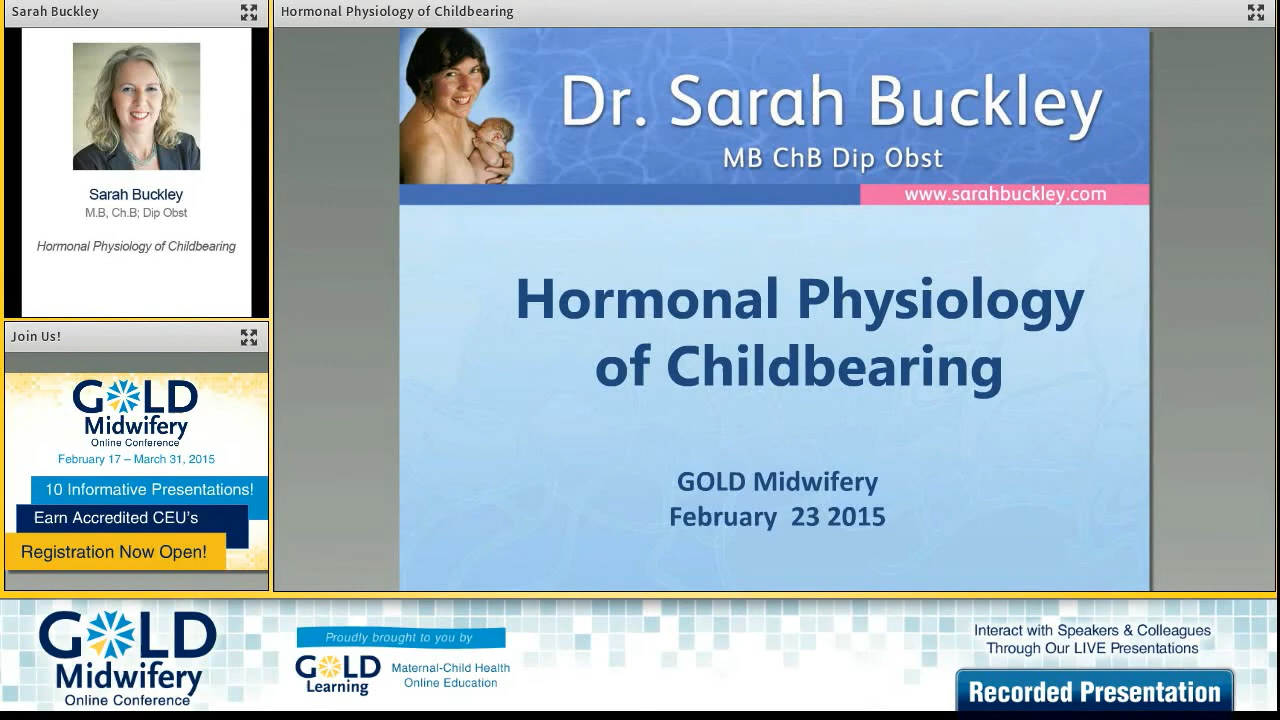 Sarah Buckley
Sarah Buckley
M.B, Ch.B; Dip Obst
Hormonal Physiology of Childbearing
Join Us!
GOLD
Midwifery
Online Conference
February 17 – March 31, 2015
10 Informative Presentations!
Earn Accredited CEU's
Registration Now Open!
Hormonal Physiology of Childbearing
Dr. Sarah Buckley
MB ChB Dip Obst
www.sarahbuckley.com
Hormonal Physiology
of Childbearing
GOLD Midwifery
February 23 2015
GOLD
Midwifery
Online Conference
Proudly brought to you by
GOLD
Learning
Maternal-Child Health
Online Education
Interact with Speakers & Colleagues
Through Our LIVE Presentations
Recorded Presentation